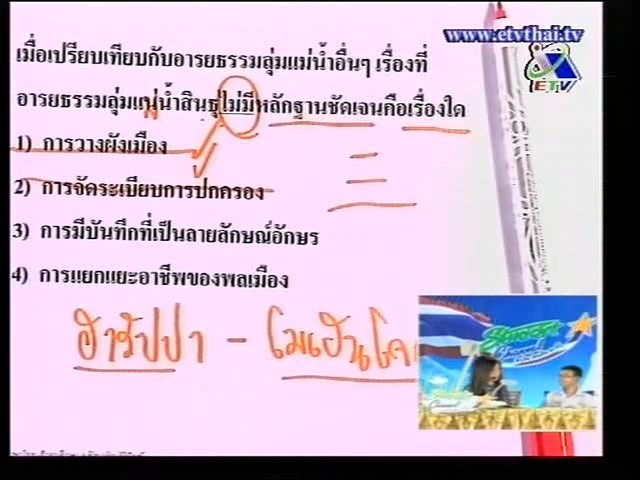 www.etvthai.tv
ETV
เมื่อเปรียบเทียบกับอารยธรรมลุ่มแม่น้ำอื่นๆ เรื่องที่
อารยธรรมลุ่มแม่น้ำสินธุไม่มีหลักฐานชัดเจนคือเรื่องใด
1) การวางผังเมือง
2) การจัดระเบียบการปกครอง
3) การมีบันทึกที่เป็นลายลักษณ์อักษร
4) การแยกแยะอาชีพของพลเมือง
ฮารัปปา - โมเฮนโจ